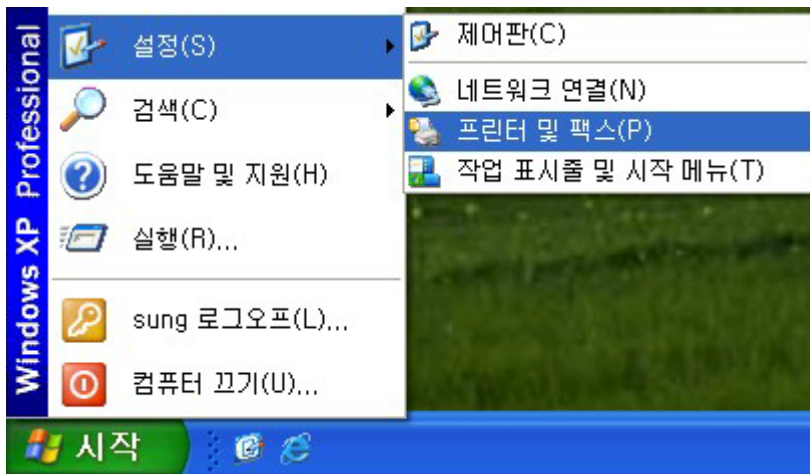 Windows XP Professional
설정(S)
검색(C)
도움말 및 지원(H)
실행(R)...
sung 로그오프(L)...
컴퓨터 끄기(U)...
제어판(C)
네트워크 연결(N)
프린터 및 팩스(P)
작업 표시줄 및 시작 메뉴(T)
시작